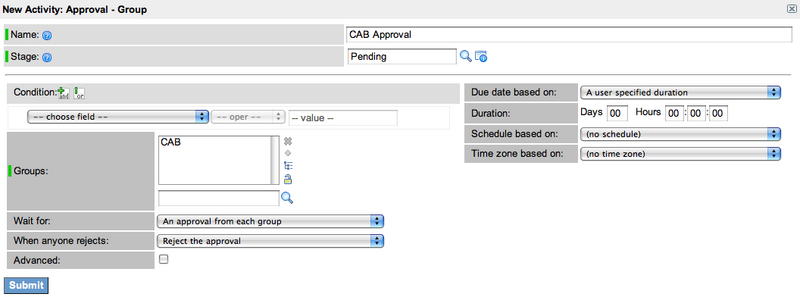 New Activity: Approval - Group
Name: CAB Approval
Stage: Pending
Condition: and or
-- choose field -- -- oper -- -- value --
Groups: CAB
Wait for: An approval from each group
When anyone rejects: Reject the approval
Advanced:
Due date based on: A user specified duration
Duration: Days 00 Hours 00 : 00 : 00
Schedule based on: (no schedule)
Time zone based on: (no time zone)
Submit